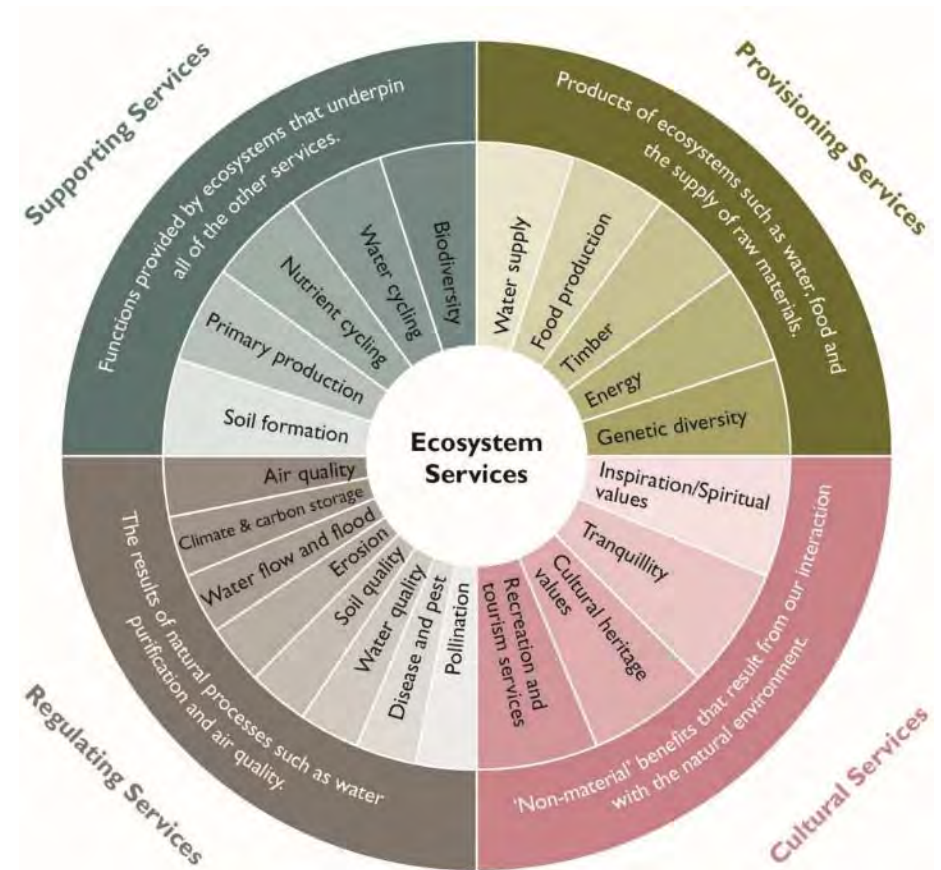 Supporting Services
Functions provided by ecosystems that underpin
all of the other services.
Soil formation
Primary production
Nutrient cycling
Water cycling
Biodiversity
Provisioning Services
Products of ecosystems such as water, food and
the supply of raw materials.
Water supply
Food production
Timber
Energy
Genetic diversity
Ecosystem
Services
Regulating Services
The results of natural processes such as water
purification and air quality.
Air quality
Climate & carbon storage
Water flow and flood
Erosion
Soil quality
Water quality
Disease and pest
Pollination
Cultural Services
‘Non-material’ benefits that result from our interaction
with the natural environment.
Inspiration/Spiritual
values
Tranquillity
Cultural heritage
values
Recreation and
tourism services